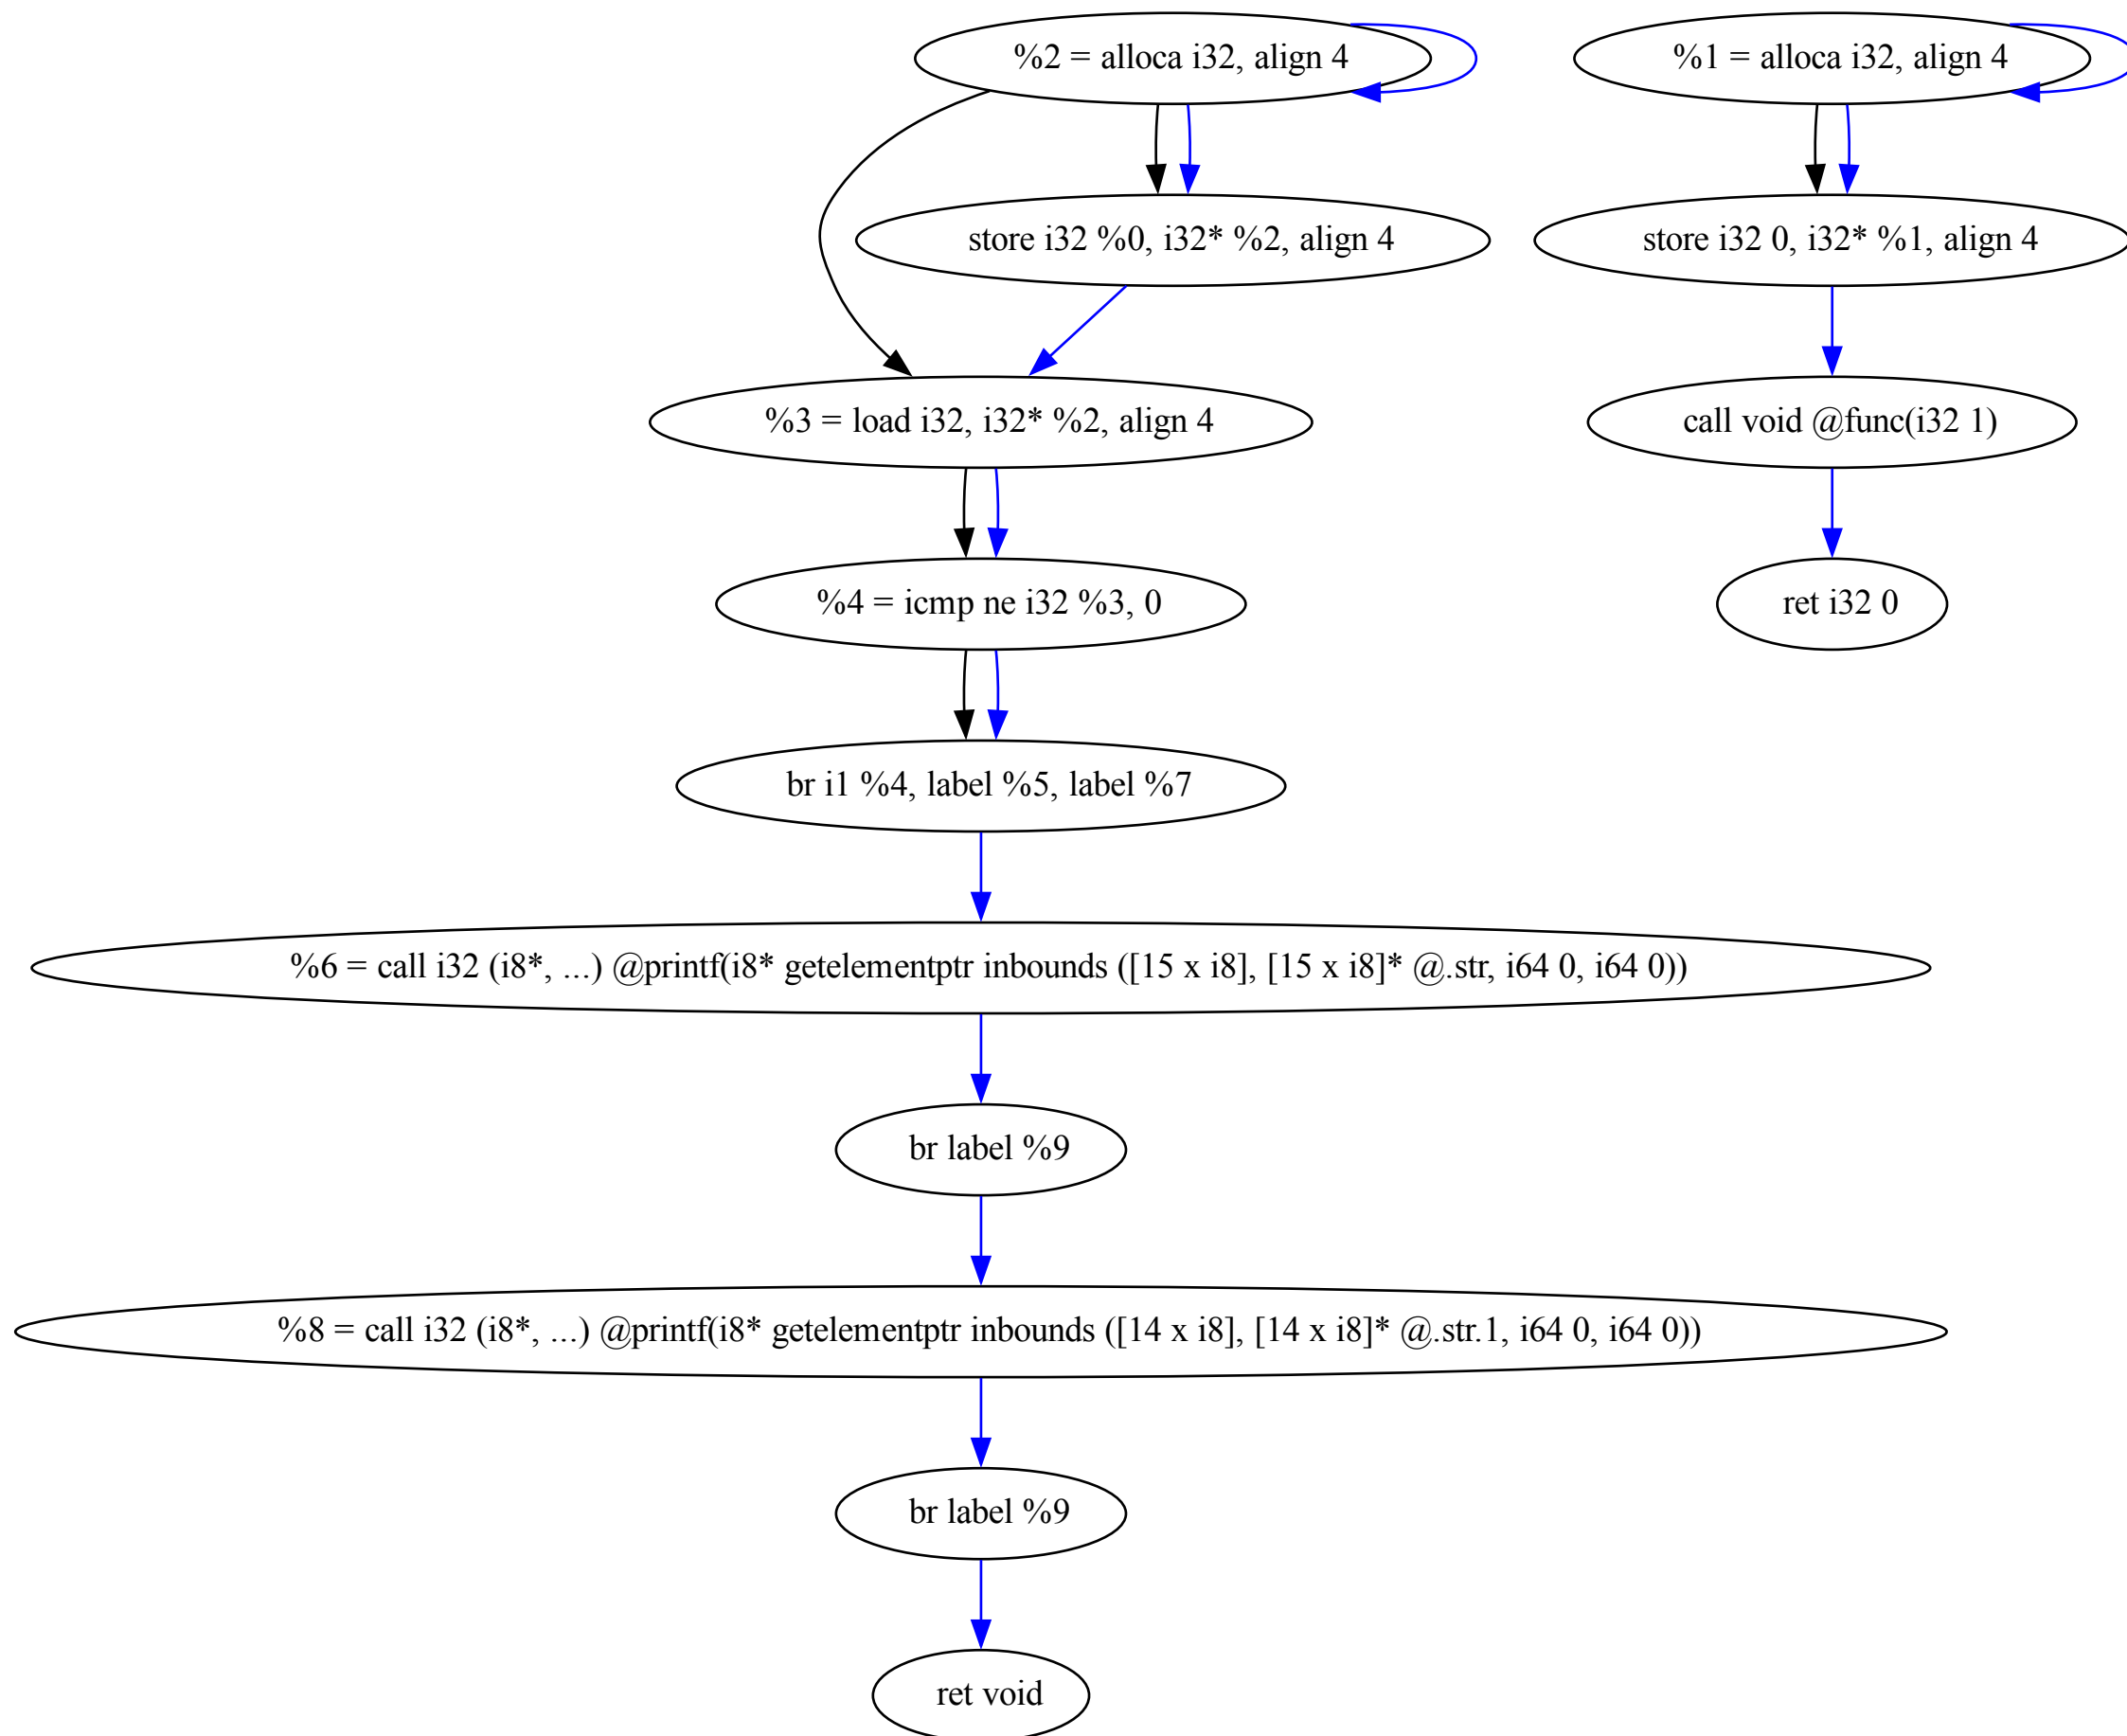 %2 = alloca i32, align 4
%1 = alloca i32, align 4
store i32 %0, i32* %2, align 4
store i32 0, i32* %1, align 4
%3 = load i32, i32* %2, align 4
call void @func(i32 1)
%4 = icmp ne i32 %3, 0
ret i32 0
br i1 %4, label %5, label %7
%6 = call i32 (i8*, ...) @printf(i8* getelementptr inbounds ([15 x i8], [15 x i8]* @.str, i64 0, i64 0))
br label %9
%8 = call i32 (i8*, ...) @printf(i8* getelementptr inbounds ([14 x i8], [14 x i8]* @.str.1, i64 0, i64 0))
br label %9
ret void